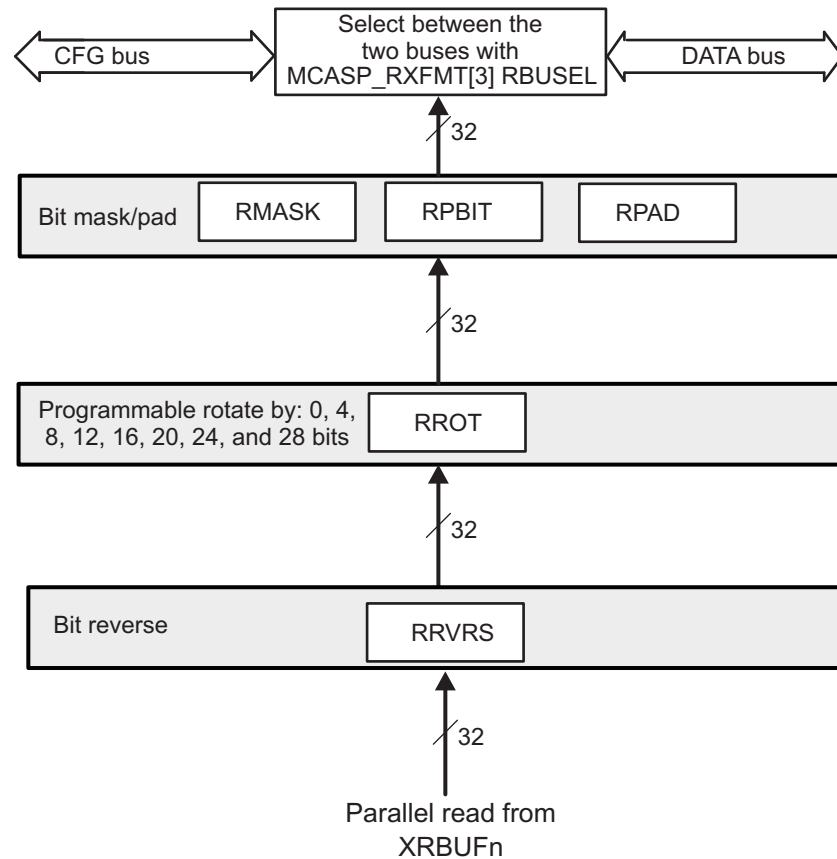 Select between the
two buses with
MCASP_RXFMT[3] RBUSEL
CFG bus
DATA bus
32
Bit mask/pad
RMASK
RPBIT
RPAD
32
Programmable rotate by: 0, 4,
8, 12, 16, 20, 24, and 28 bits
RROT
32
Bit reverse
RRVRS
32
Parallel read from
XRBUFn